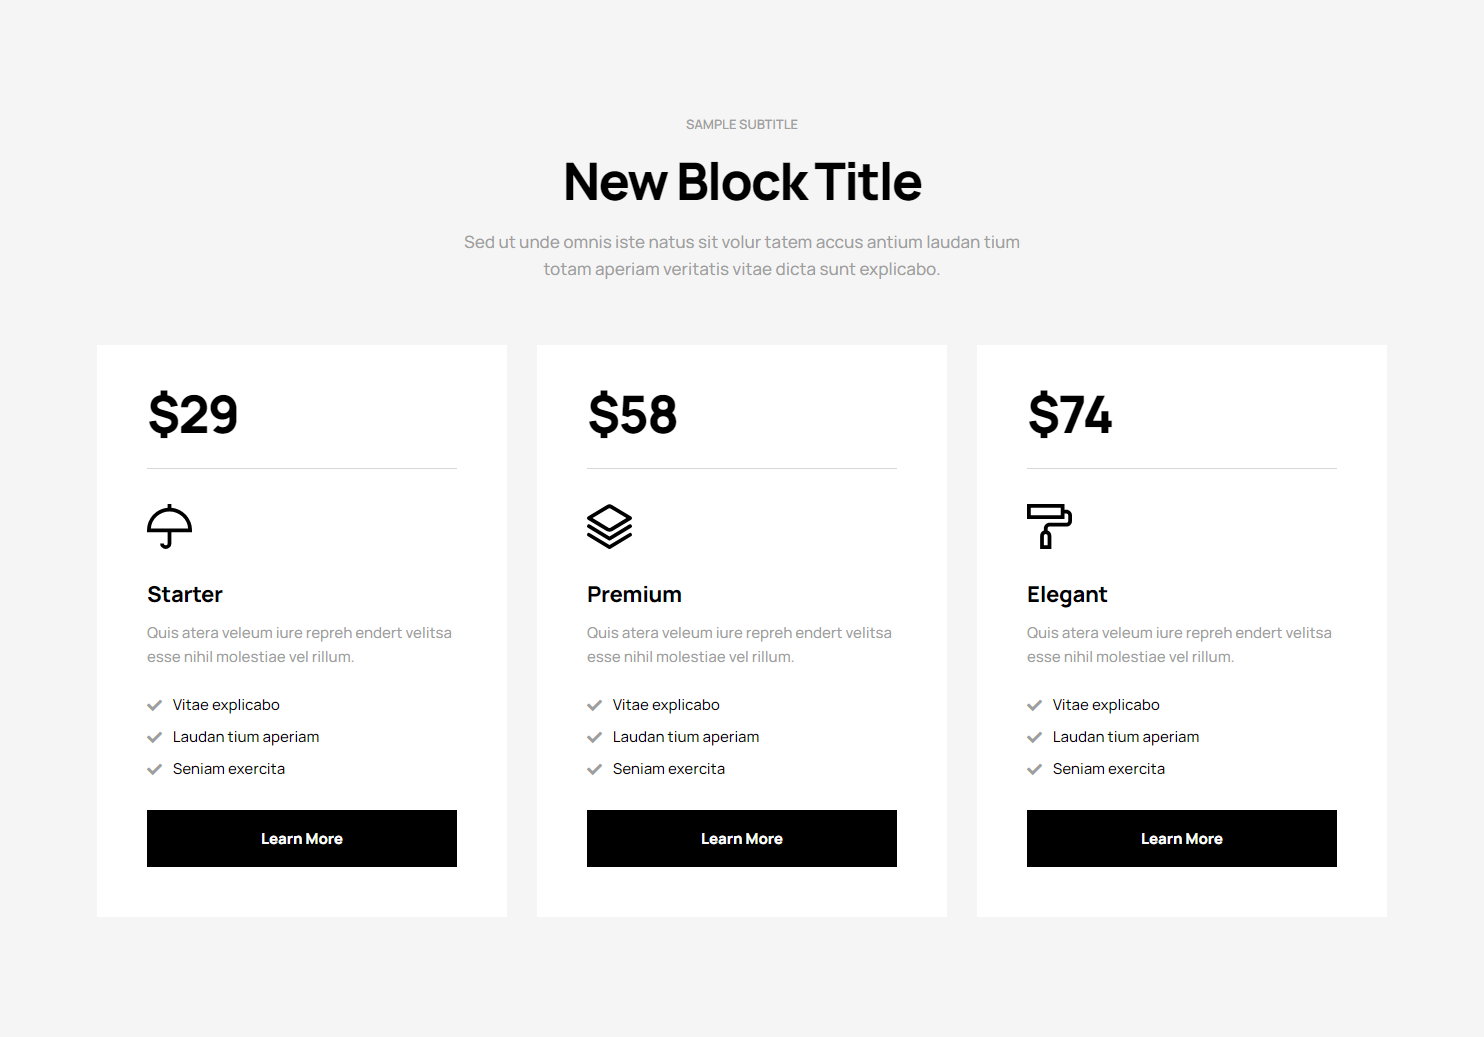 SAMPLE SUBTITLE
New Block Title
Sed ut unde omnis iste natus sit volur tatem accus antium laudan tium
totam aperiam veritatis vitae dicta sunt explicabo.
$29
Starter
Quis atera veleum iure repreh endert velitsa
esse nihil molestiae vel rillum.
Vitae explicabo
Laudan tium aperiam
Seniam exercita
Learn More
$58
Premium
Quis atera veleum iure repreh endert velitsa
esse nihil molestiae vel rillum.
Vitae explicabo
Laudan tium aperiam
Seniam exercita
Learn More
$74
Elegant
Quis atera veleum iure repreh endert velitsa
esse nihil molestiae vel rillum.
Vitae explicabo
Laudan tium aperiam
Seniam exercita
Learn More